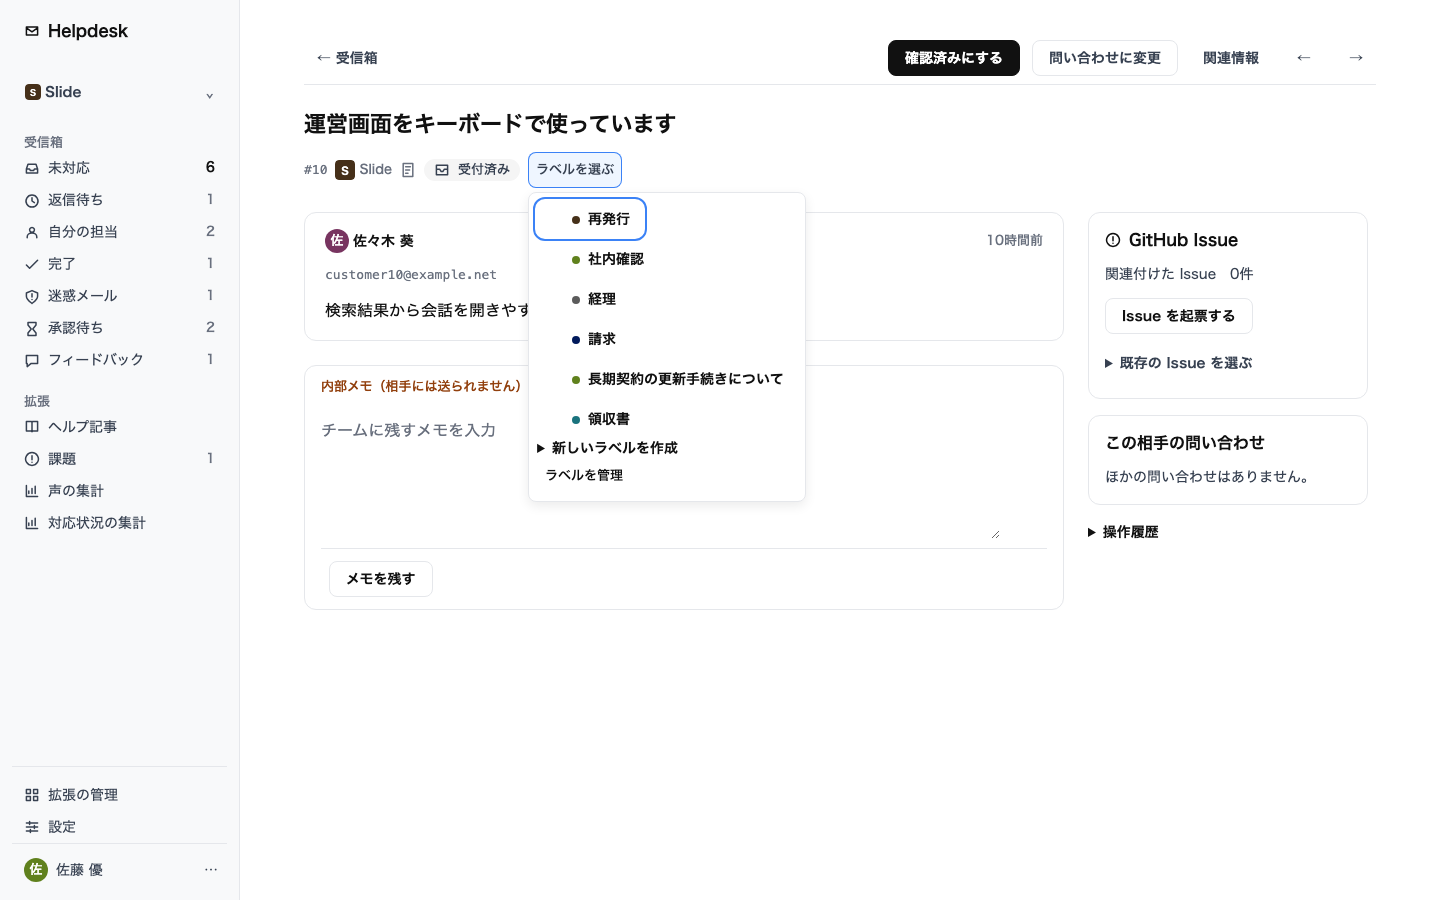 Helpdesk
S Slide
受信箱
未対応 6
返信待ち 1
自分の担当 2
完了 1
迷惑メール 1
承認待ち 2
フィードバック 1
拡張
ヘルプ記事
課題 1
声の集計
対応状況の集計
拡張の管理
設定
佐 佐藤 優 …
← 受信箱
確認済みにする
問い合わせに変更
関連情報
← →
運営画面をキーボードで使っています
#10 S Slide 受付済み ラベルを選ぶ
再発行
社内確認
経理
請求
長期契約の更新手続きについて
領収書
新しいラベルを作成
ラベルを管理
佐 佐々木 葵 10時間前
customer10@example.net
検索結果から会話を開きやす
内部メモ（相手には送られません）
チームに残すメモを入力
メモを残す
GitHub Issue
関連付けた Issue 0件
Issue を起票する
既存の Issue を選ぶ
この相手の問い合わせ
ほかの問い合わせはありません。
操作履歴